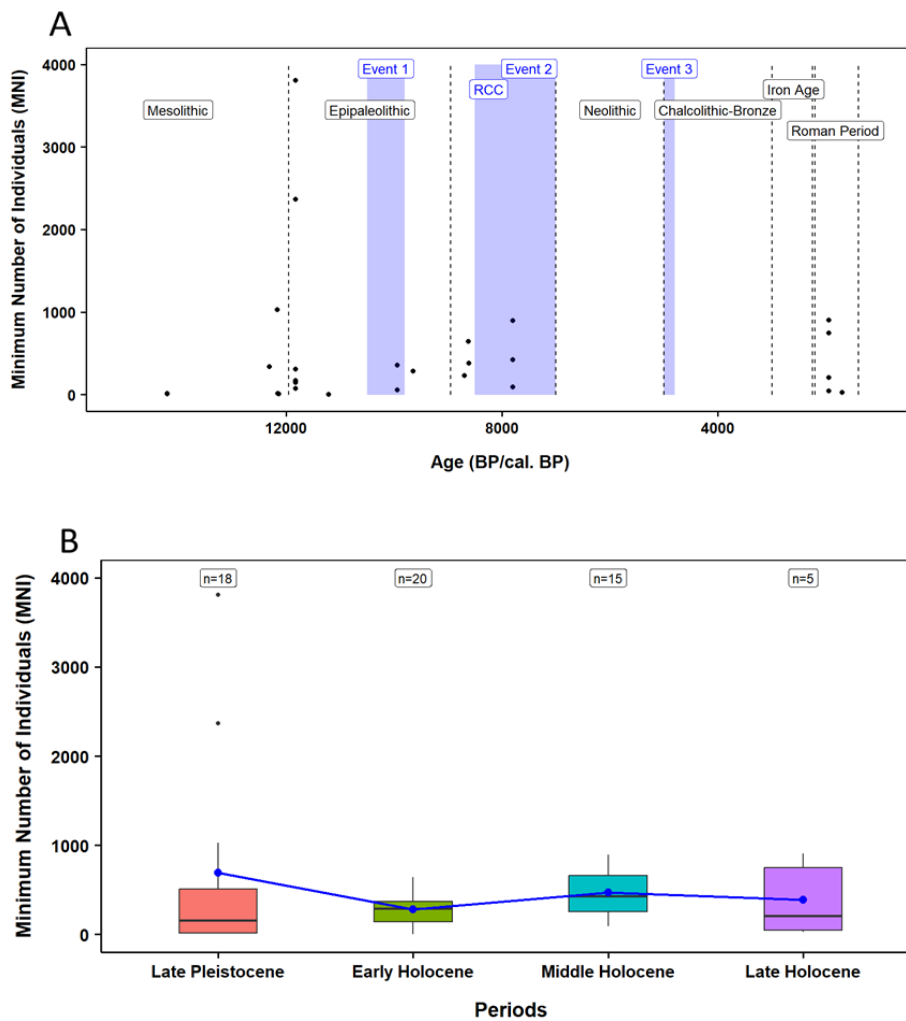 A
Minimum Number of Individuals (MNI)
4000
3000
2000
1000
0
Event 1
Event 2
Event 3
RCC
Iron Age
Mesolithic
Epipaleolithic
Neolithic
Chalcolithic-Bronze
Roman Period
12000
8000
4000
Age (BP/cal. BP)
B
Minimum Number of Individuals (MNI)
4000
3000
2000
1000
0
n=18
n=20
n=15
n=5
Late Pleistocene
Early Holocene
Middle Holocene
Late Holocene
Periods